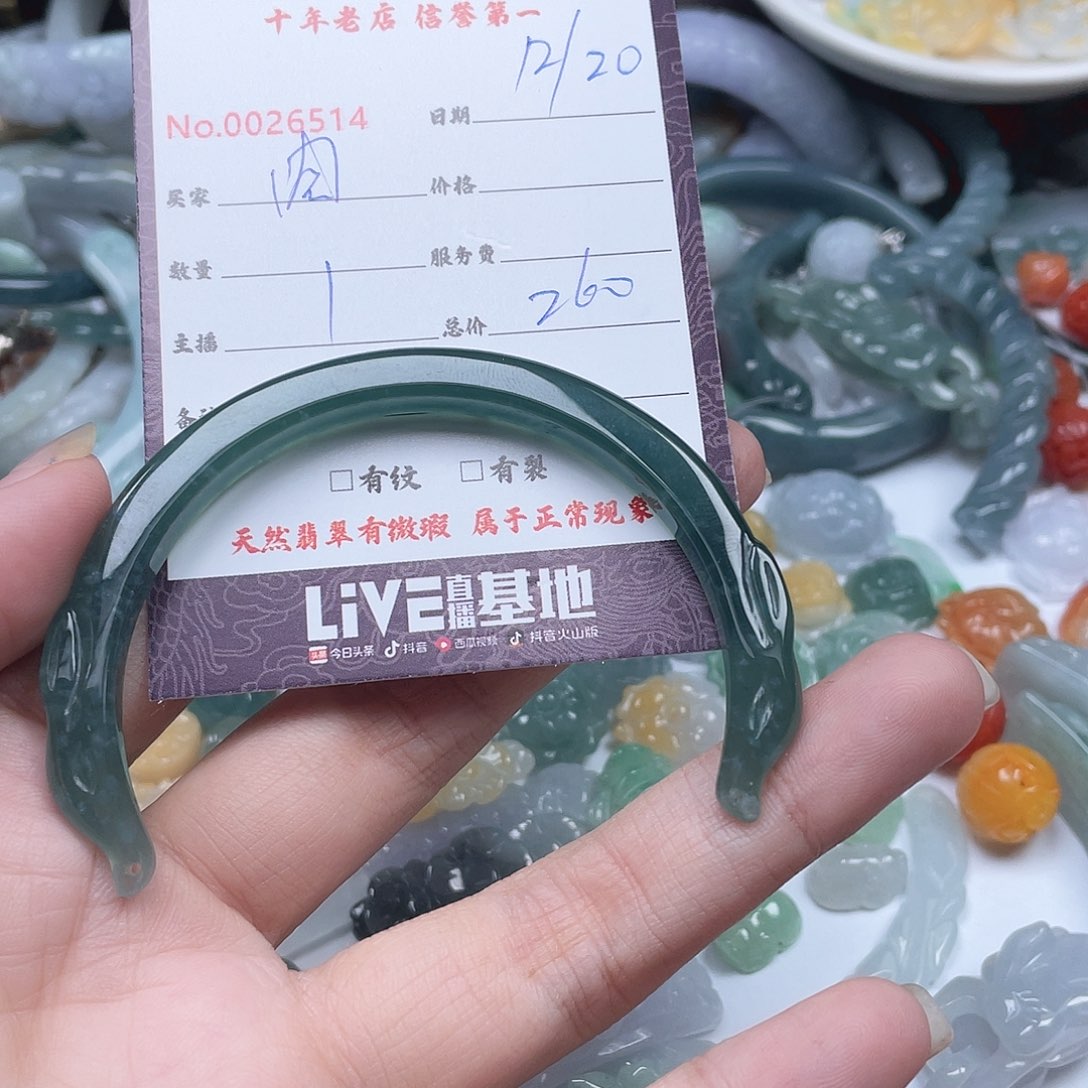 十年老店 信誉第一
12/20
No.0026514 日期
买家 价格
数量 1 服务费
主播 总价 260
□有纹 □有裂
天然翡翠有微瑕 属于正常现象
LiVE直播基地
头条 今日头条 抖音 西瓜视频 抖音火山版